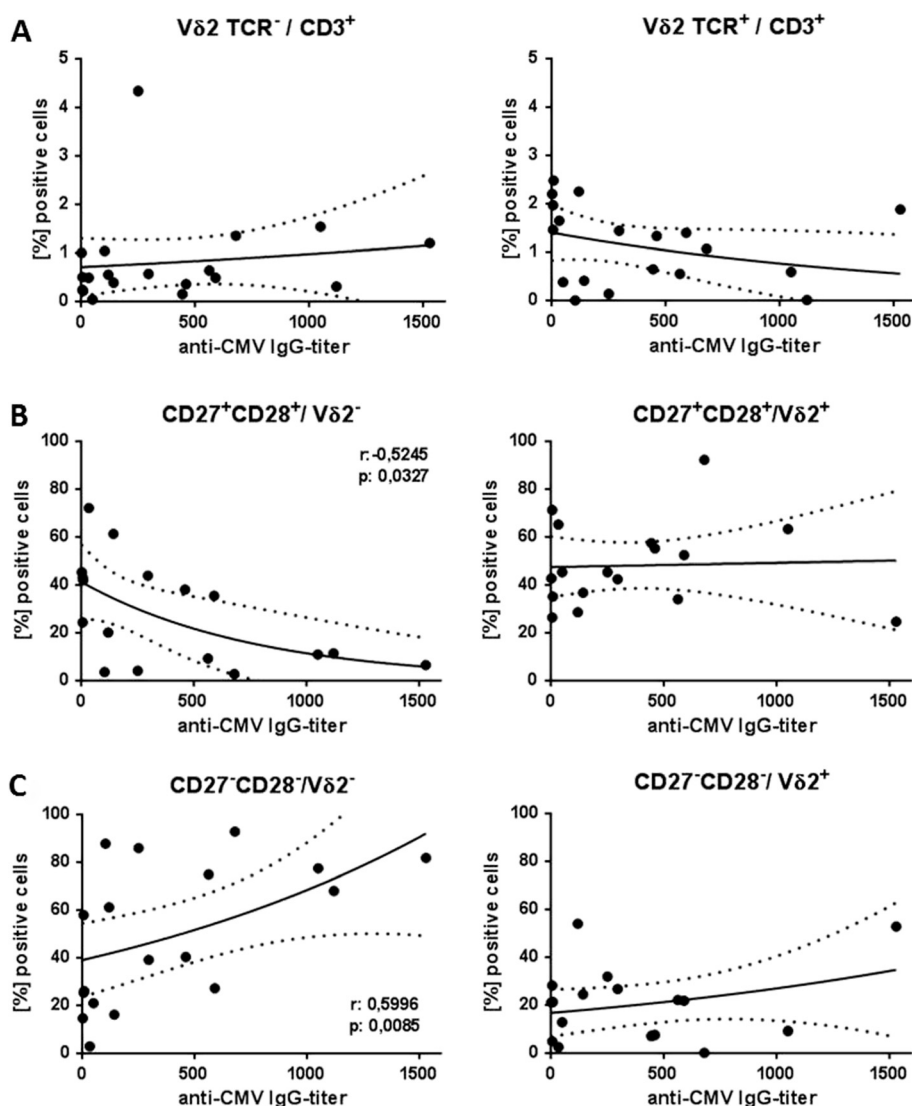 A
Vδ2 TCR⁻ / CD3⁺
[%] positive cells
5
4
3
2
1
0
0 500 1000 1500
anti-CMV IgG-titer
Vδ2 TCR⁺ / CD3⁺
[%] positive cells
5
4
3
2
1
0
0 500 1000 1500
anti-CMV IgG-titer
B
CD27⁺CD28⁺/ Vδ2⁻
r:-0,5245
p: 0,0327
[%] positive cells
100
80
60
40
20
0
0 500 1000 1500
anti-CMV IgG-titer
CD27⁺CD28⁺/Vδ2⁺
[%] positive cells
100
80
60
40
20
0
0 500 1000 1500
anti-CMV IgG-titer
C
CD27⁻CD28⁻/Vδ2⁻
[%] positive cells
100
80
60
40
20
0
r: 0,5996
p: 0,0085
0 500 1000 1500
anti-CMV IgG-titer
CD27⁻CD28⁻/ Vδ2⁺
[%] positive cells
100
80
60
40
20
0
0 500 1000 1500
anti-CMV IgG-titer